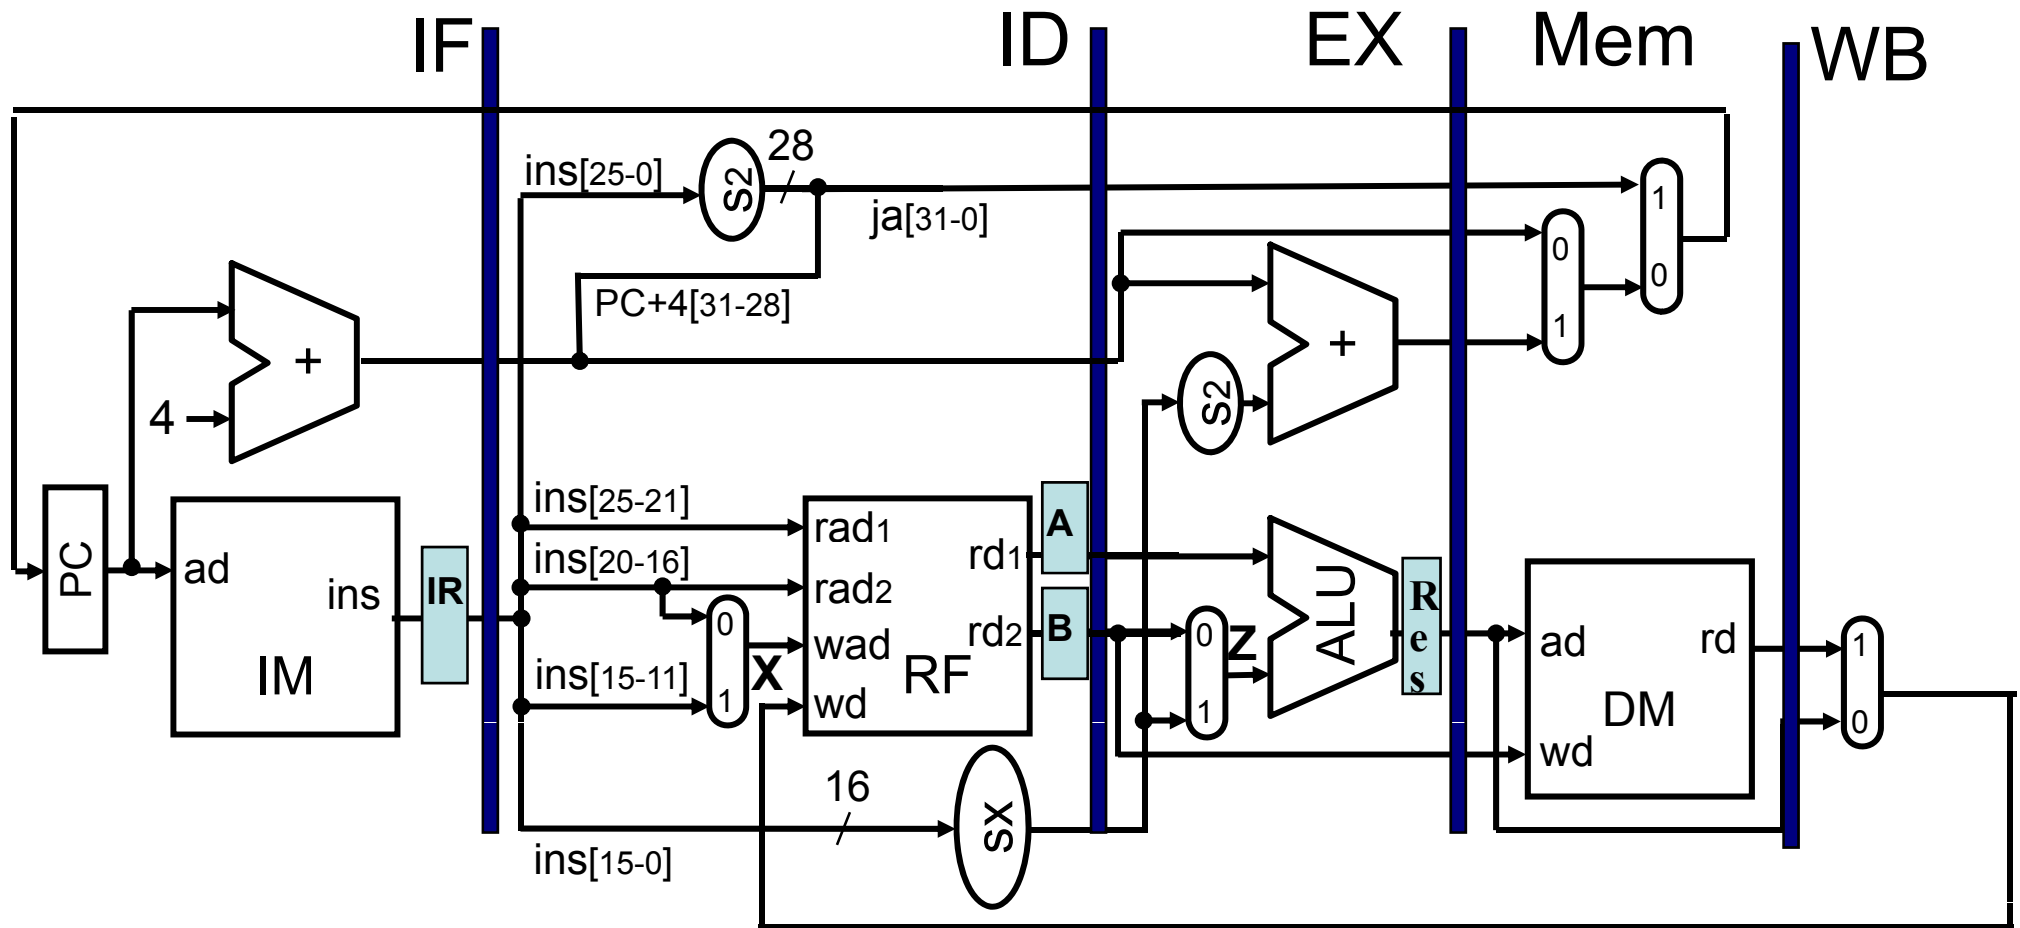 IF
ID
EX
Mem
WB
ins[25-0]
s2
28
ja[31-0]
1
0
0
1
PC+4[31-28]
+
4
+
s2
PC
ad
ins
IM
IR
ins[25-21]
ins[20-16]
ins[15-11]
0
1
X
rad1
rad2
wad
wd
rd1
rd2
RF
A
B
0
1
Z
ALU
R
e
s
ad
rd
DM
wd
1
0
16
sx
ins[15-0]